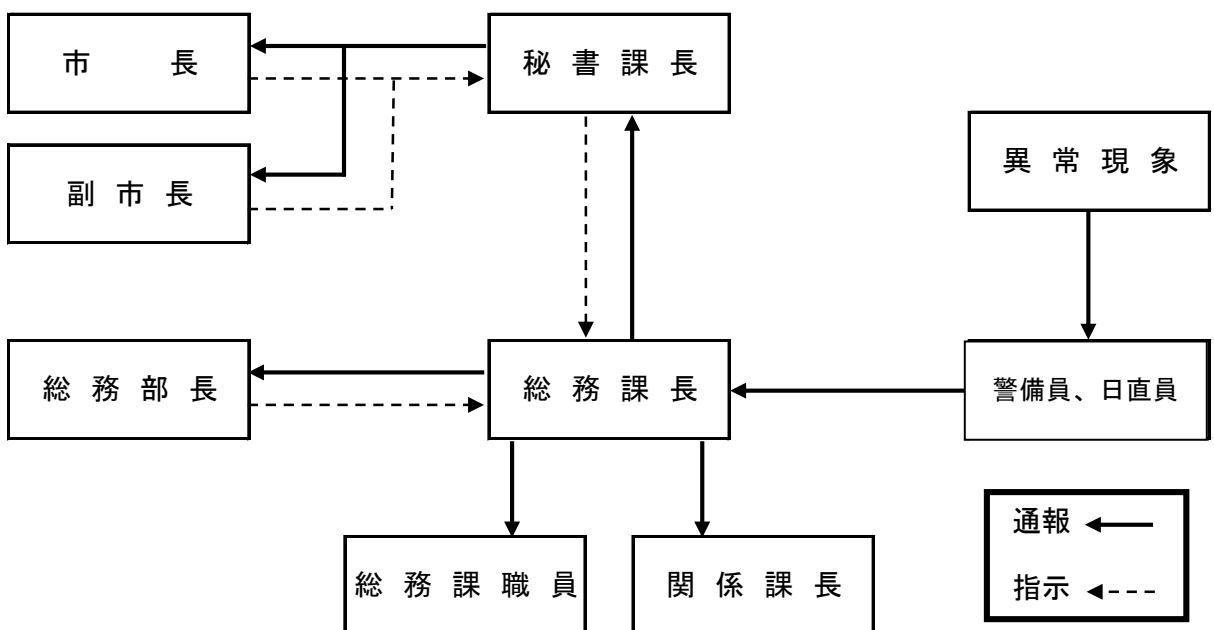 市長
秘書課長
異常現象
副市長
総務部長
総務課長
警備員、日直員
総務課職員
関係課長
通報
指示